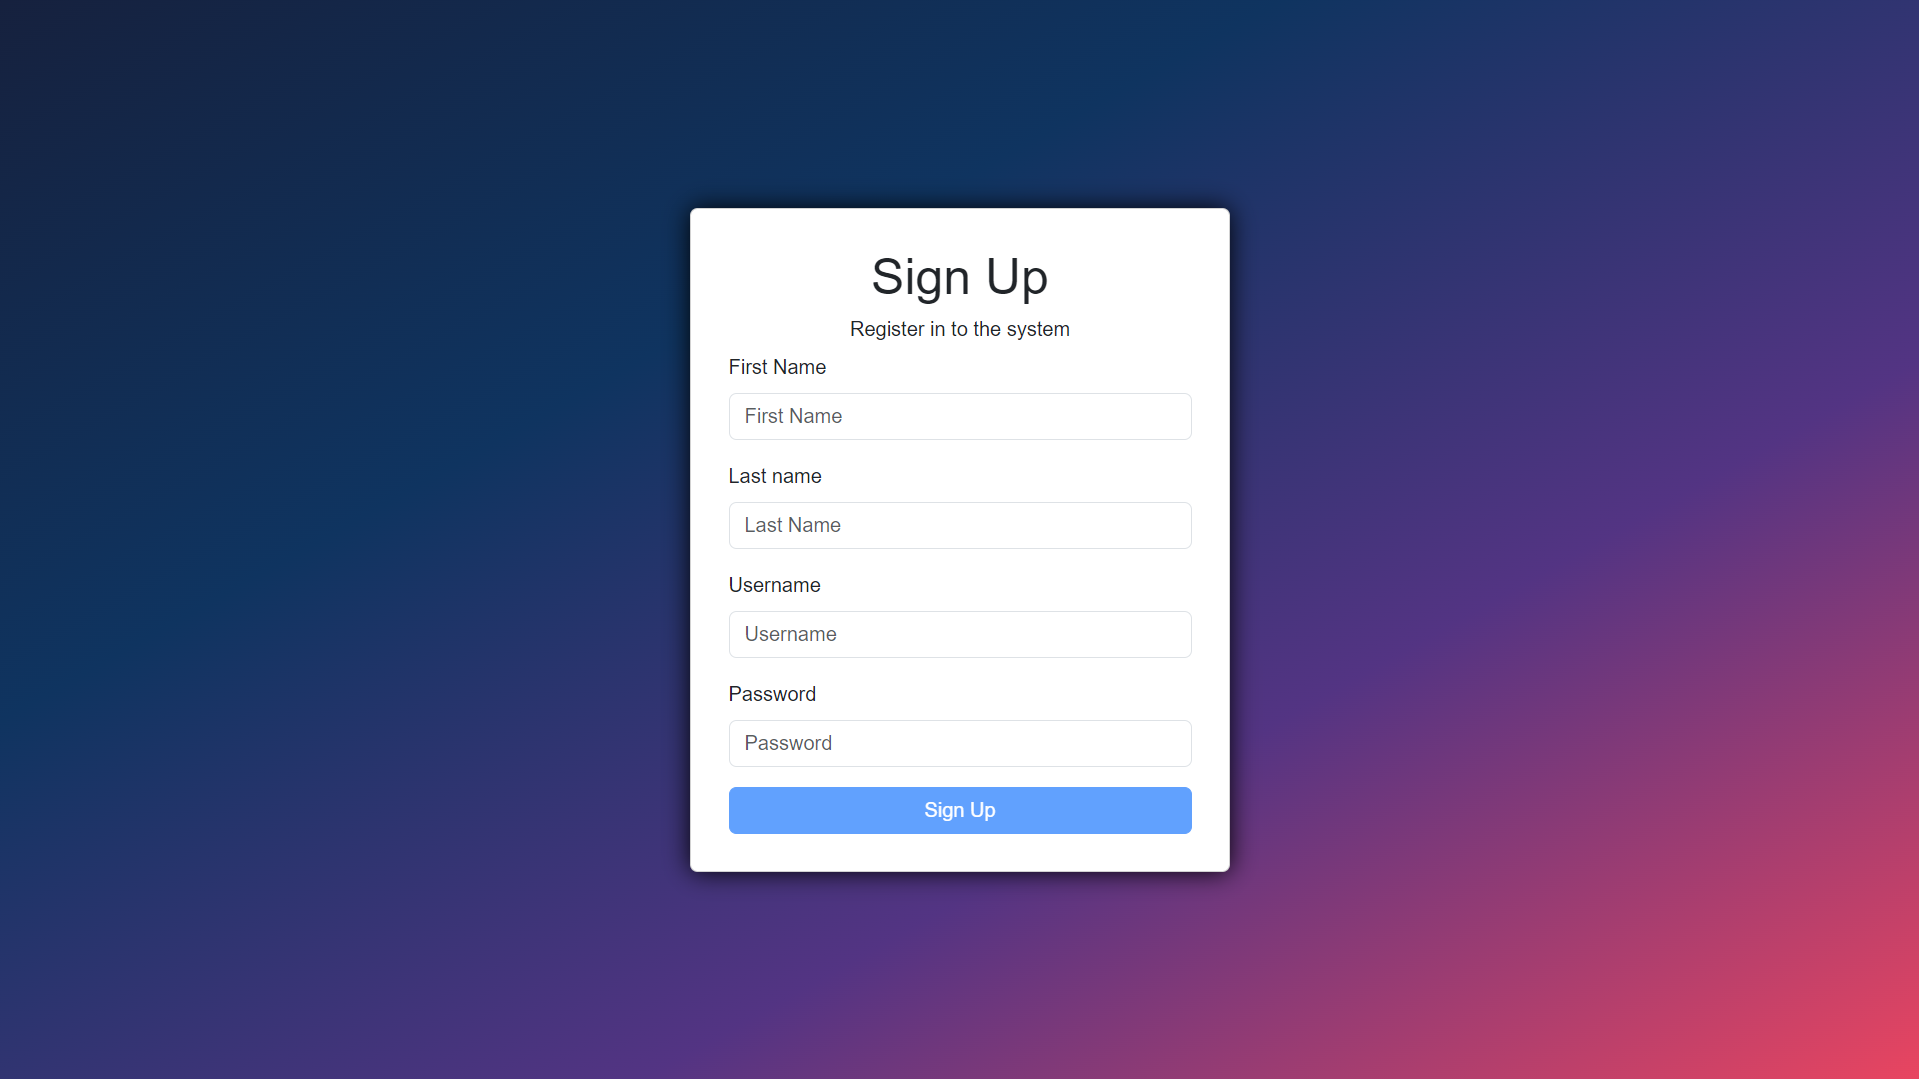 Sign Up
Register in to the system
First Name
First Name
Last name
Last Name
Username
Username
Password
Password
Sign Up